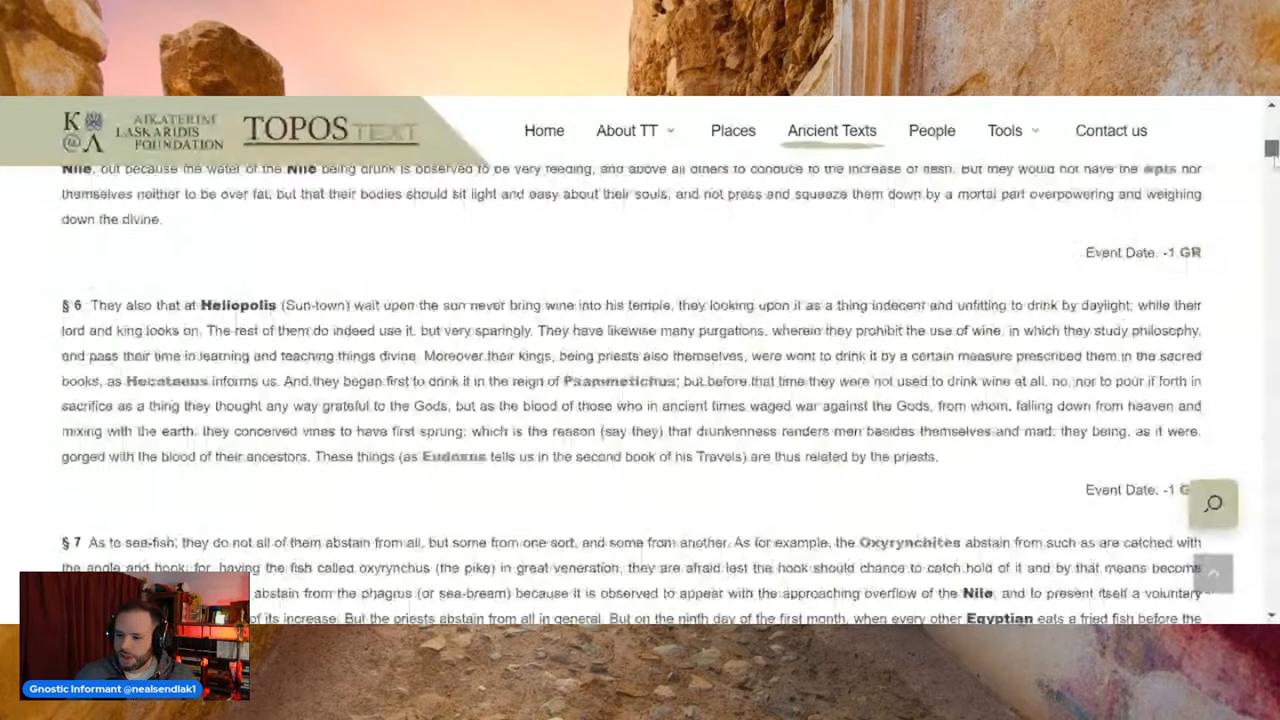 K
@Λ
AIKATERINI
LASKARIDIS
FOUNDATION
TOPOS TEXT
Home
About TT
Places
Ancient Texts
People
Tools
Contact us
Nile, but because the water of the Nile being drunk is observed to be very feeding, and above all others to conduce to the increase of flesh. But they would not have the Apis nor
themselves neither to be over fat, but that their bodies should sit light and easy about their souls, and not press and squeeze them down by a mortal part overpowering and weighing
down the divine.
Event Date. -1 GR
§ 6 They also that at Heliopolis (Sun-town) wait upon the sun never bring wine into his temple, they looking upon it as a thing indecent and unfitting to drink by daylight, while their
lord and king looks on. The rest of them do indeed use it, but very sparingly. They have likewise many purgations, wherein they prohibit the use of wine, in which they study philosophy,
and pass their time in learning and teaching things divine. Moreover their kings, being priests also themselves, were wont to drink it by a certain measure prescribed them in the sacred
books, as Hecataeus informs us. And they began first to drink it in the reign of Psammetichus; but before that time they were not used to drink wine at all, no, nor to pour it forth in
sacrifice as a thing they thought any way grateful to the Gods, but as the blood of those who in ancient times waged war against the Gods, from whom, falling down from heaven and
mixing with the earth, they conceived vines to have first sprung; which is the reason (say they) that drunkenness renders men besides themselves and mad; they being, as it were,
gorged with the blood of their ancestors. These things (as Eudoxus tells us in the second book of his Travels) are thus related by the priests.
Event Date. -1 G
§ 7 As to sea-fish, they do not all of them abstain from all, but some from one sort, and some from another. As for example, the Oxyrynchites abstain from such as are catched with
the angle and hook; for, having the fish called oxyrynchus (the pike) in great veneration, they are afraid lest the hook should chance to catch hold of it and by that means become
abstain from the phagrus (or sea-bream) because it is observed to appear with the approaching overflow of the Nile, and to present itself a voluntary
of its increase. But the priests abstain from all in general. But on the ninth day of the first month, when every other Egyptian eats a fried fish before the
Gnostic Informant @nealsendlak1